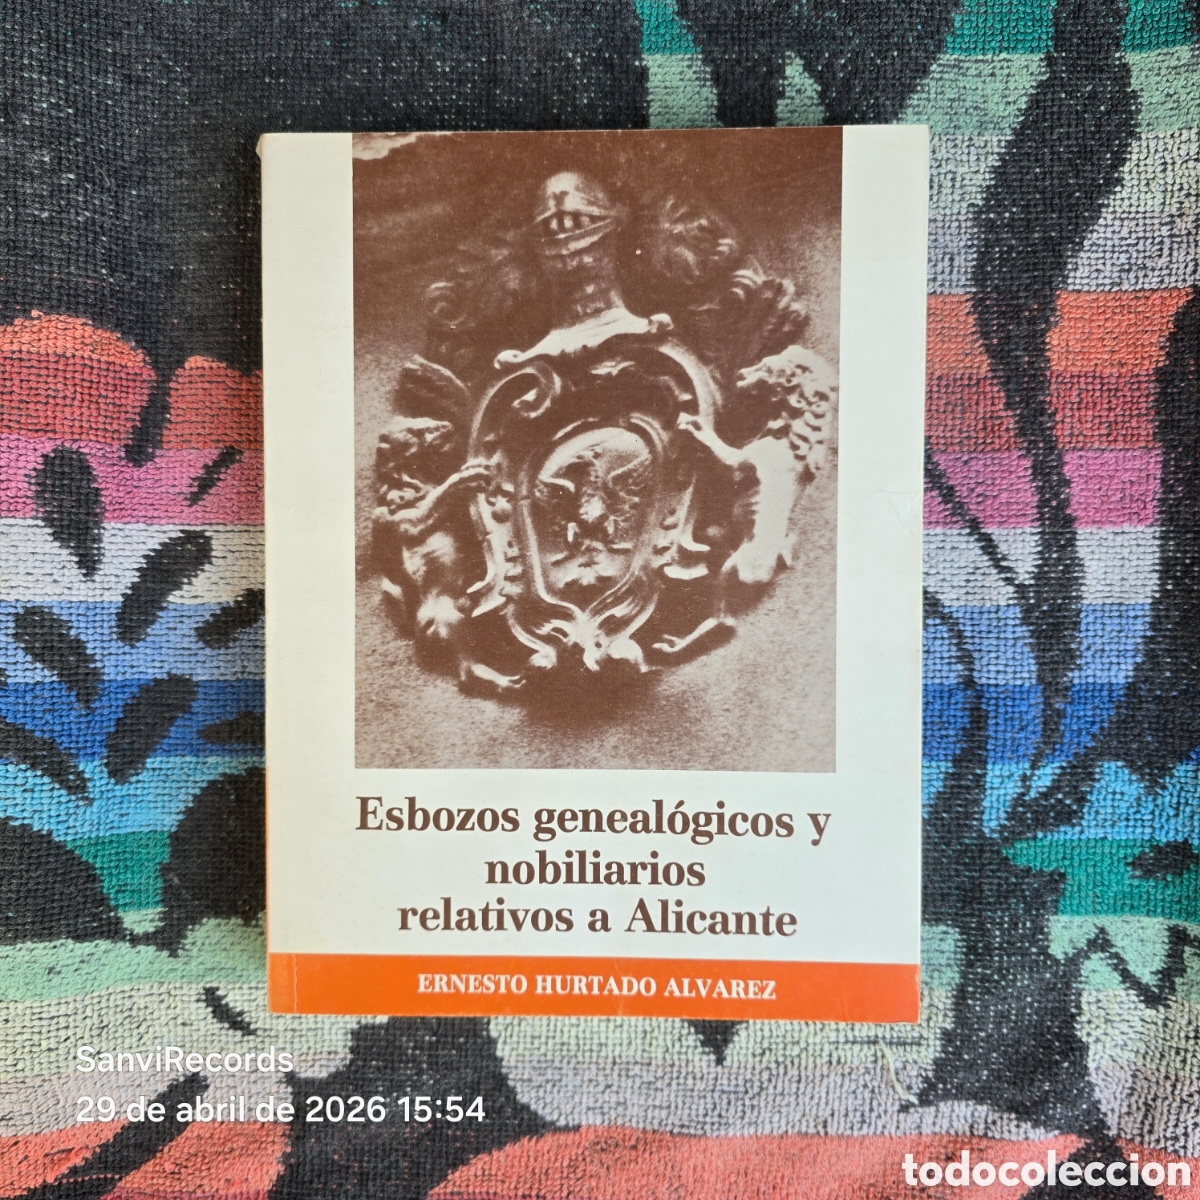 Esbozos genealógicos y
nobiliarios
relativos a Alicante
ERNESTO HURTADO ALVAREZ
SanviRecords
29 de abril de 2026 15:54
todocoleccion